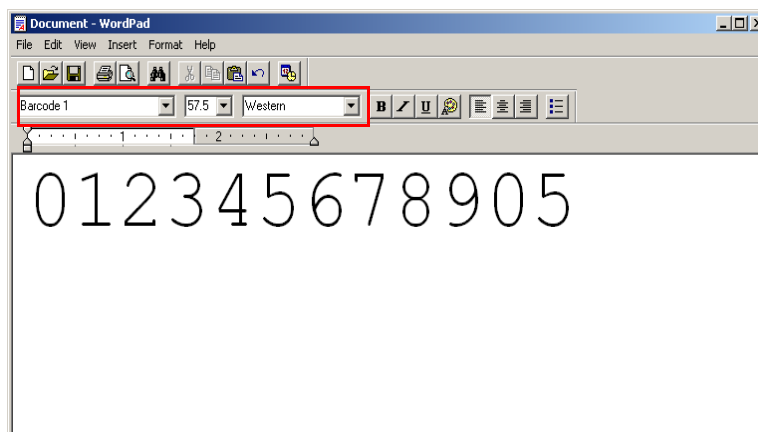 Document - WordPad
File Edit View Insert Format Help
Barcode 1 57.5 Western B I U
1 2
012345678905